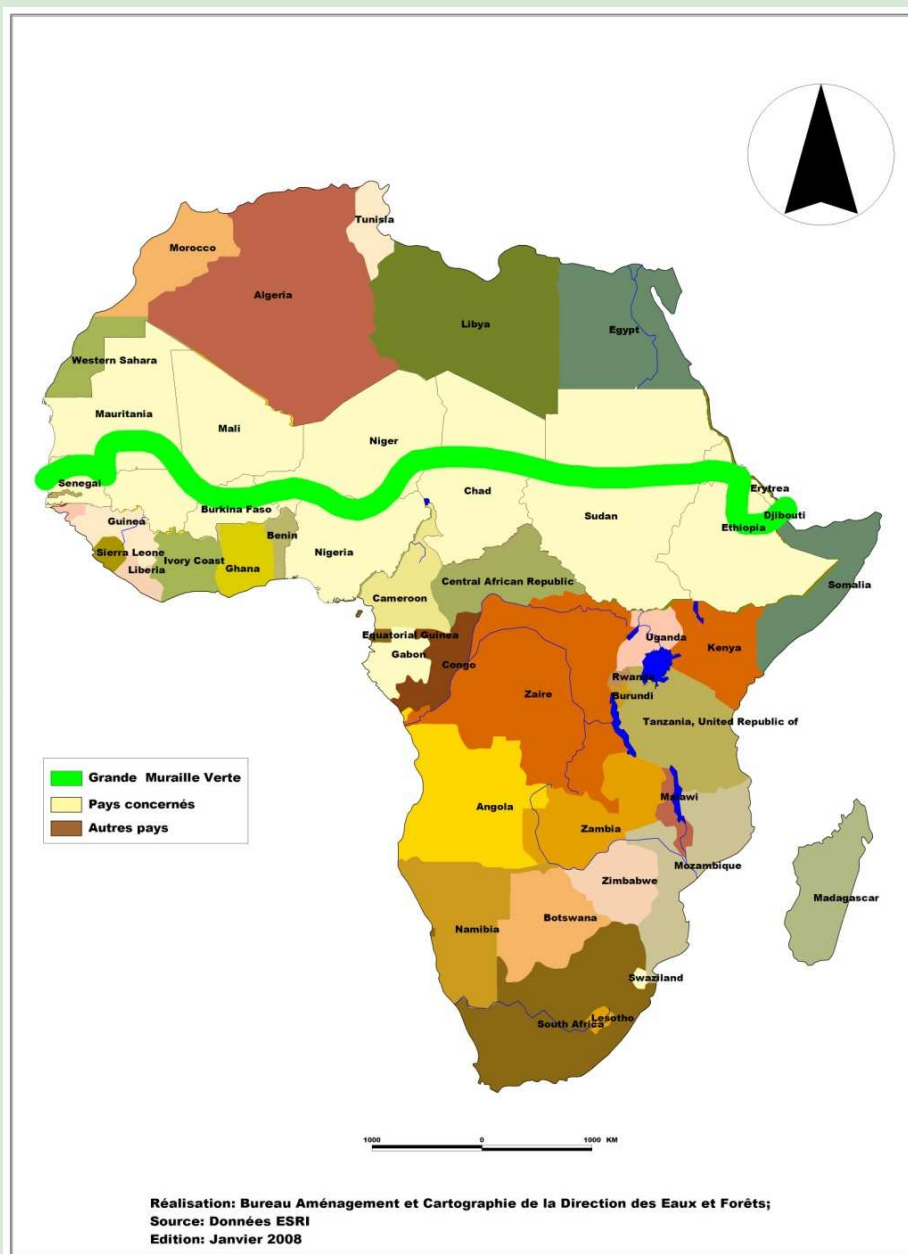 Tunisia
Morocco
Algeria
Libya
Egypt
Western Sahara
Mauritania
Mali
Niger
Senegal
Chad
Erytrea
Burkina Faso
Sudan
Djibouti
Guinea
Ethiopia
Benin
Nigeria
Sierra Leone
Ivory Coast
Liberia
Ghana
Somalia
Central African Republic
Cameroon
Equatorial Guinea
Uganda
Gabon
Kenya
Congo
Rwanda
Zaire
Burundi
Tanzania, United Republic of
Grande Muraille Verte
Pays concernés
Autres pays
Malawi
Angola
Zambia
Mozambique
Zimbabwe
Madagascar
Botswana
Namibia
Swaziland
Lesotho
South Africa
1000 0 1000 KM
Réalisation: Bureau Aménagement et Cartographie de la Direction des Eaux et Forêts;
Source: Données ESRI
Edition: Janvier 2008